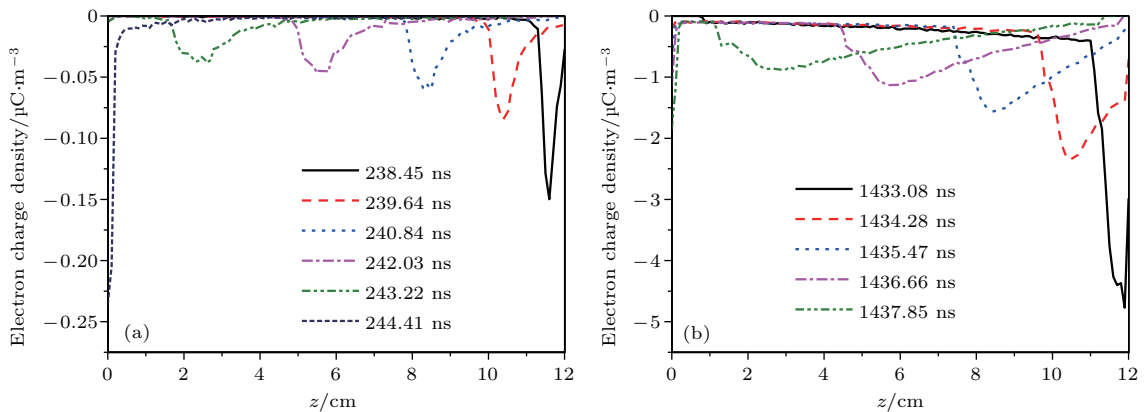 0
−0.05
−0.10
−0.15
−0.20
−0.25
Electron charge density/μC·m⁻³
238.45 ns
239.64 ns
240.84 ns
242.03 ns
243.22 ns
244.41 ns
(a)
0 2 4 6 8 10 12
z/cm
0
−1
−2
−3
−4
−5
Electron charge density/μC·m⁻³
1433.08 ns
1434.28 ns
1435.47 ns
1436.66 ns
1437.85 ns
(b)
0 2 4 6 8 10 12
z/cm